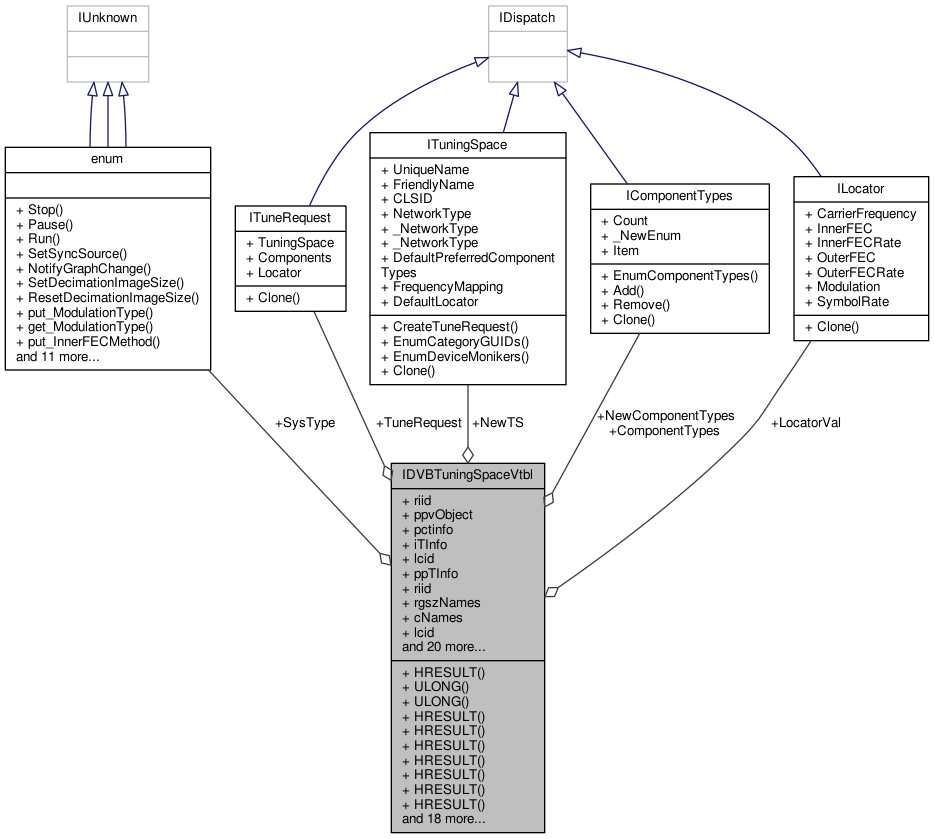 IUnknown
IDispatch
enum
+ Stop()
+ Pause()
+ Run()
+ SetSyncSource()
+ NotifyGraphChange()
+ SetDecimationImageSize()
+ ResetDecimationImageSize()
+ put_ModulationType()
+ get_ModulationType()
+ put_InnerFECMethod()
and 11 more...
ITuneRequest
+ TuningSpace
+ Components
+ Locator
+ Clone()
ITuningSpace
+ UniqueName
+ FriendlyName
+ CLSID
+ NetworkType
+ _NetworkType
+ _NetworkType
+ DefaultPreferredComponent
Types
+ FrequencyMapping
+ DefaultLocator
+ CreateTuneRequest()
+ EnumCategoryGUIDs()
+ EnumDeviceMonikers()
+ Clone()
IComponentTypes
+ Count
+ _NewEnum
+ Item
+ EnumComponentTypes()
+ Add()
+ Remove()
+ Clone()
ILocator
+ CarrierFrequency
+ InnerFEC
+ InnerFECRate
+ OuterFEC
+ OuterFECRate
+ Modulation
+ SymbolRate
+ Clone()
+SysType
+TuneRequest
+NewTS
+NewComponentTypes
+ComponentTypes
+LocatorVal
IDVBTuningSpaceVtbl
+ riid
+ ppvObject
+ pctinfo
+ iTInfo
+ lcid
+ ppTInfo
+ riid
+ rgszNames
+ cNames
+ lcid
and 20 more...
+ HRESULT()
+ ULONG()
+ ULONG()
+ HRESULT()
+ HRESULT()
+ HRESULT()
+ HRESULT()
+ HRESULT()
+ HRESULT()
+ HRESULT()
and 18 more...